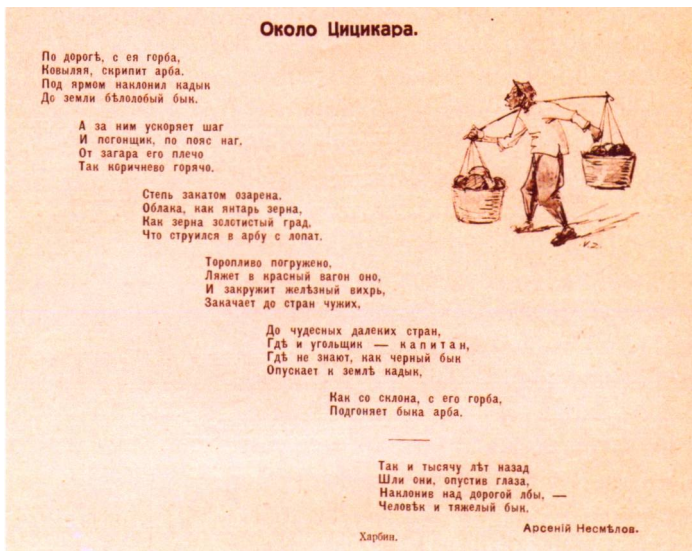 Около Цицикара.
По дорогѣ, с ея горба,
Ковыляя, скрипит арба.
Под ярмом наклонил кадык
До земли бѣлолобый бык.
А за ним ускоряет шаг
И погонщик, по пояс наг,
От загара его плечо
Так коричнево горячо.
Степь закатом озарена.
Облака, как янтарь зерна,
Как зерна золотистый град,
Что струился в арбу с лопат.
Торопливо погружено,
Ляжет в красный вагон оно,
И закружит желѣзный вихрь,
Закачает до стран чужих,
До чудесных далеких стран,
Гдѣ и угольщик — капитан,
Гдѣ не знают, как черный бык
Опускает к землѣ кадык,
Как со склона, с его горба,
Подгоняет быка арба.
Так и тысячу лѣт назад
Шли они, опустив глаза,
Наклонив над дорогой лбы, —
Человѣк и тяжелый бык.
Арсеній Несмѣлов.
Харбин.